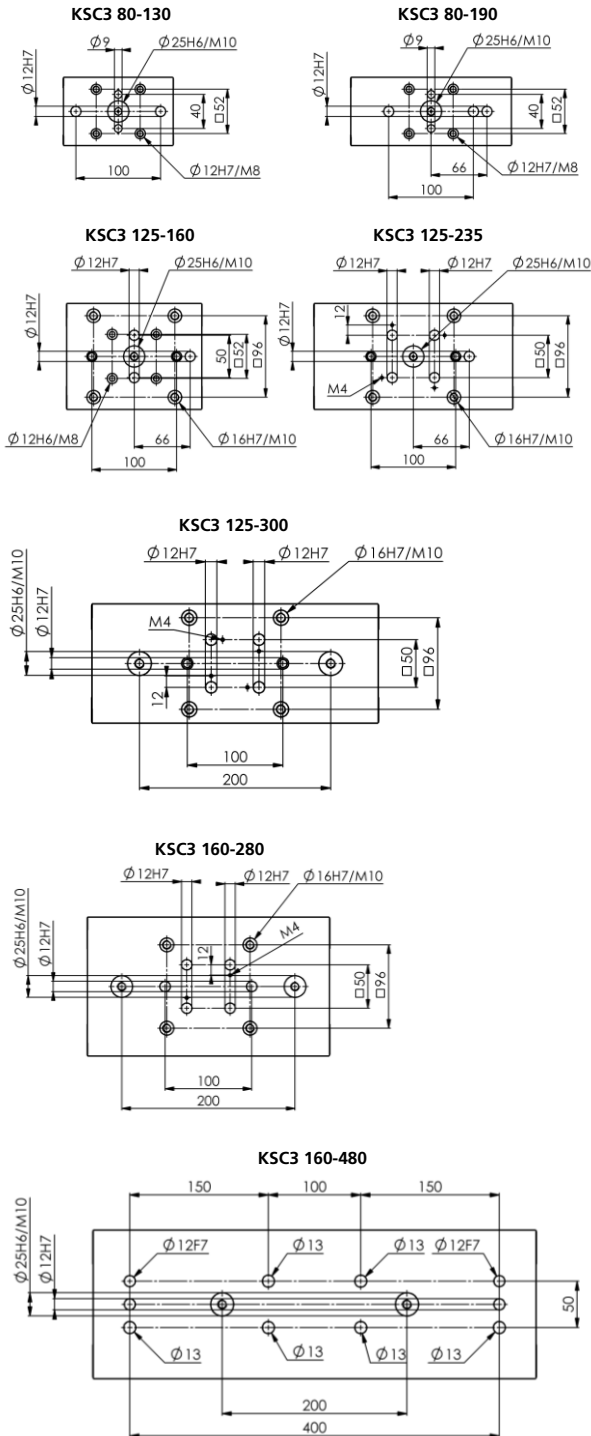 KSC3 80-130
Ø9
Ø25H6/M10
Ø12H7
40
□52
100
Ø12H7/M8
KSC3 80-190
Ø9
Ø25H6/M10
Ø12H7
40
□52
66
100
Ø12H7/M8
KSC3 125-160
Ø12H7
Ø25H6/M10
Ø12H7
50
□52
□96
Ø12H6/M8
66
Ø16H7/M10
100
KSC3 125-235
Ø12H7
Ø12H7
Ø25H6/M10
12
Ø12H7
□50
□96
M4
66
Ø16H7/M10
100
KSC3 125-300
Ø12H7
Ø12H7
Ø16H7/M10
Ø25H6/M10
Ø12H7
M4
□50
□96
12
100
200
KSC3 160-280
Ø12H7
Ø12H7
Ø16H7/M10
Ø25H6/M10
Ø12H7
12
M4
□50
□96
100
200
KSC3 160-480
150
100
150
Ø25H6/M10
Ø12H7
Ø12F7
Ø13
Ø13
Ø12F7
50
Ø13
Ø13
Ø13
Ø13
200
400